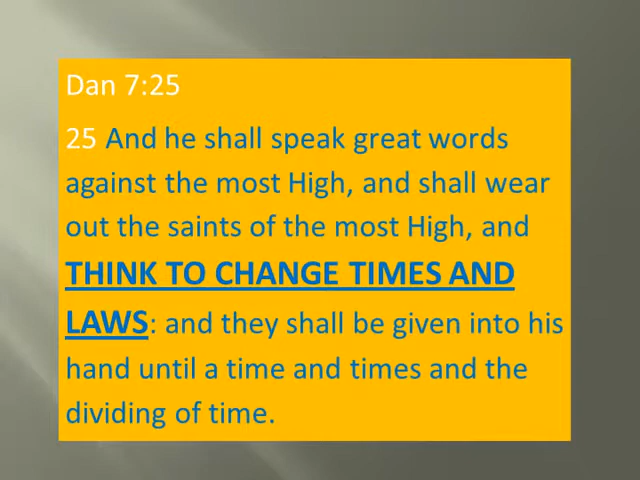 Dan 7:25
25 And he shall speak great words
against the most High, and shall wear
out the saints of the most High, and
THINK TO CHANGE TIMES AND
LAWS: and they shall be given into his
hand until a time and times and the
dividing of time.